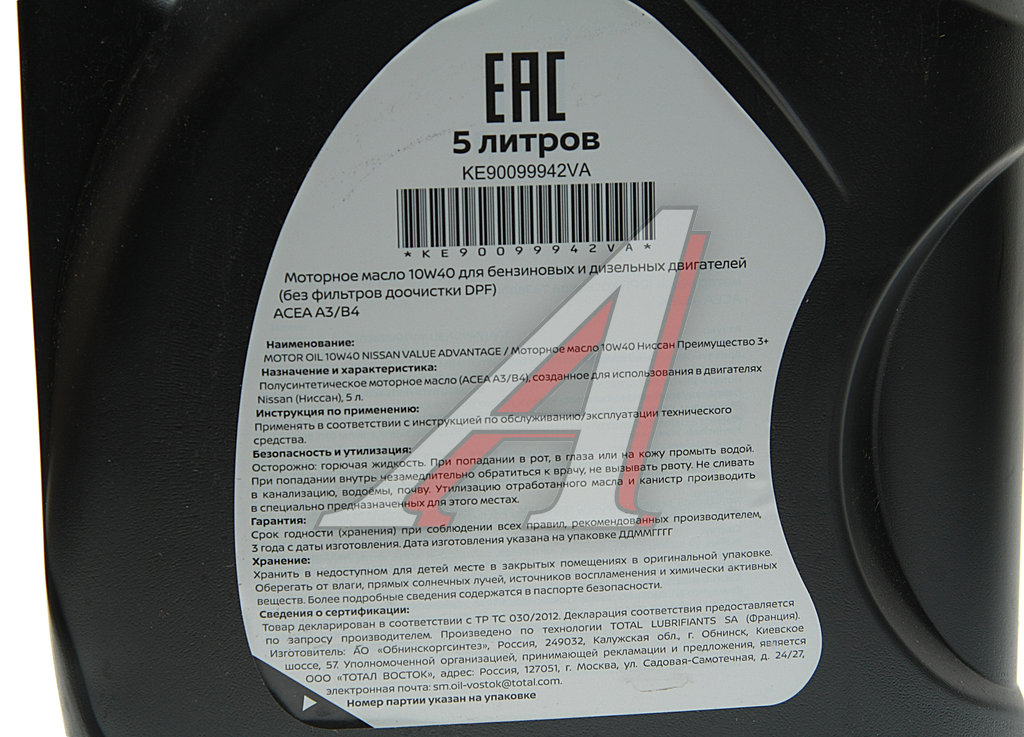 ЕАС
5 литров
KE90099942VA
*KE90099942VA*
Моторное масло 10W40 для бензиновых и дизельных двигателей
(без фильтров доочистки DPF)
ACEA A3/B4
Наименование:
MOTOR OIL 10W40 NISSAN VALUE ADVANTAGE / Моторное масло 10W40 Ниссан Преимущество 3+
Назначение и характеристика:
Полусинтетическое моторное масло (ACEA A3/B4), созданное для использования в двигателях
Nissan (Ниссан), 5 л.
Инструкция по применению:
Применять в соответствии с инструкцией по обслуживанию/эксплуатации технического
средства.
Безопасность и утилизация:
Осторожно: горючая жидкость. При попадании в рот, в глаза или на кожу промыть водой.
При попадании внутрь незамедлительно обратиться к врачу, не вызывать рвоту. Не сливать
в канализацию, водоемы, почву. Утилизацию отработанного масла и канистр производить
в специально предназначенных для этого местах.
Гарантия:
Срок годности (хранения) при соблюдении всех правил, рекомендованных производителем,
3 года с даты изготовления. Дата изготовления указана на упаковке ДДММГГГГ
Хранение:
Хранить в недоступном для детей месте в закрытых помещениях в оригинальной упаковке.
Оберегать от влаги, прямых солнечных лучей, источников воспламенения и химически активных
веществ. Более подробные сведения содержатся в паспорте безопасности.
Сведения о сертификации:
Товар декларирован в соответствии с ТР ТС 030/2012. Декларация соответствия предоставляется
по запросу производителем. Произведено по технологии TOTAL LUBRIFIANTS SA (Франция).
Изготовитель: АО «Обнинскоргсинтез», Россия, 249032, Калужская обл., г. Обнинск, Киевское
шоссе, 57. Уполномоченной организацией, принимающей рекламации и предложения, является
ООО «ТОТАЛ ВОСТОК», адрес: Россия, 127051, г. Москва, ул. Садовая-Самотечная, д. 24/27,
электронная почта: sm.oil-vostok@total.com.
Номер партии указан на упаковке